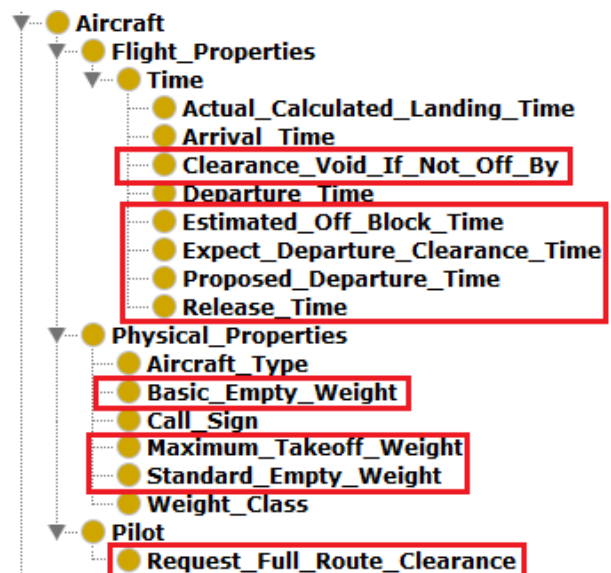 Aircraft
Flight_Properties
Time
Actual_Calculated_Landing_Time
Arrival_Time
Clearance_Void_If_Not_Off_By
Departure_Time
Estimated_Off_Block_Time
Expect_Departure_Clearance_Time
Proposed_Departure_Time
Release_Time
Physical_Properties
Aircraft_Type
Basic_Empty_Weight
Call_Sign
Maximum_Takeoff_Weight
Standard_Empty_Weight
Weight_Class
Pilot
Request_Full_Route_Clearance